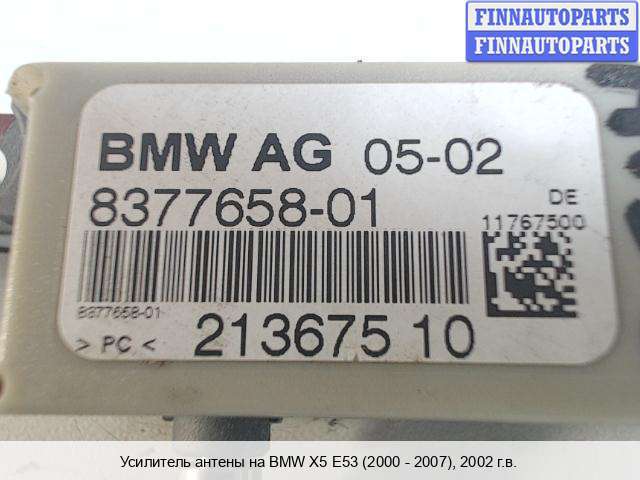 FINNAUTOPARTS
FINNAUTOPARTS
BMW AG 05-02
8377658-01
DE
11767500
8377658-01
> PC < 213675 10
Усилитель антены на BMW X5 E53 (2000 - 2007), 2002 г.в.